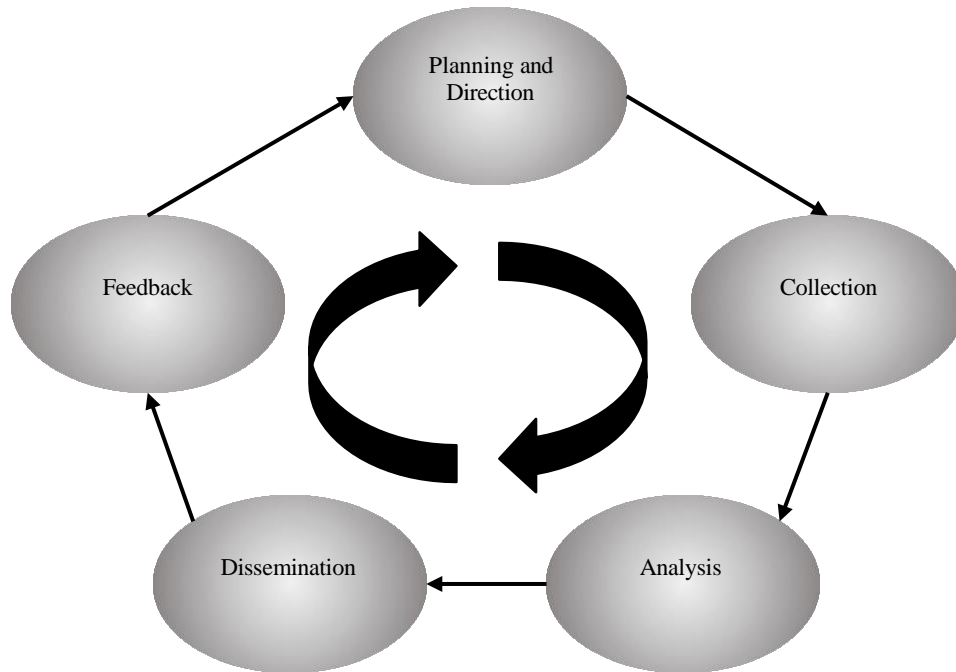 Planning and
Direction
Feedback
Collection
Dissemination
Analysis